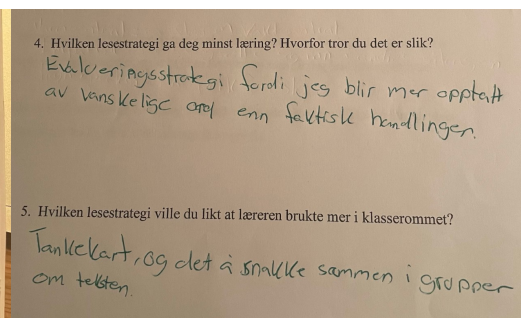 4. Hvilken lesestrategi ga deg minst læring? Hvorfor tror du det er slik?
Evalueringsstrategi fordi jeg blir mer opptatt
av vanskelige ord enn faktisk handlingen.
5. Hvilken lesestrategi ville du likt at læreren brukte mer i klasserommet?
Tankekart, og det å snakke sammen i grupper
om teksten.